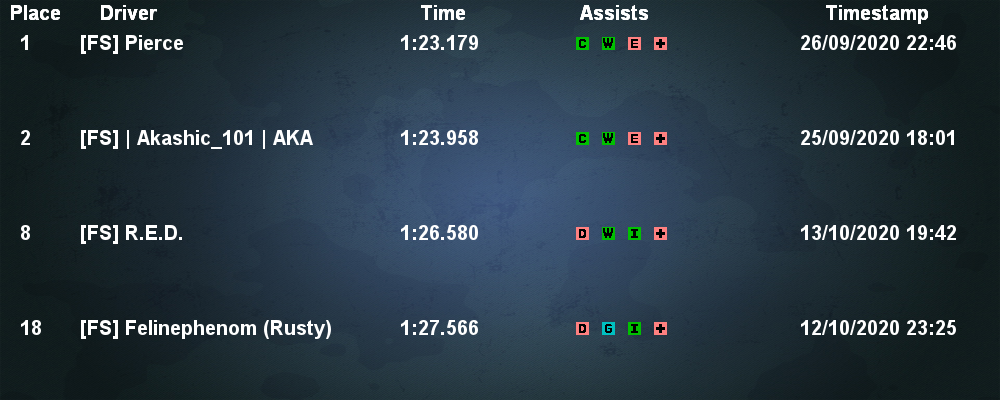 Place Driver Time Assists Timestamp
1 [FS] Pierce 1:23.179 C W E + 26/09/2020 22:46
2 [FS] | Akashic_101 | AKA 1:23.958 C W E + 25/09/2020 18:01
8 [FS] R.E.D. 1:26.580 D W I + 13/10/2020 19:42
18 [FS] Felinephenom (Rusty) 1:27.566 D G I + 12/10/2020 23:25